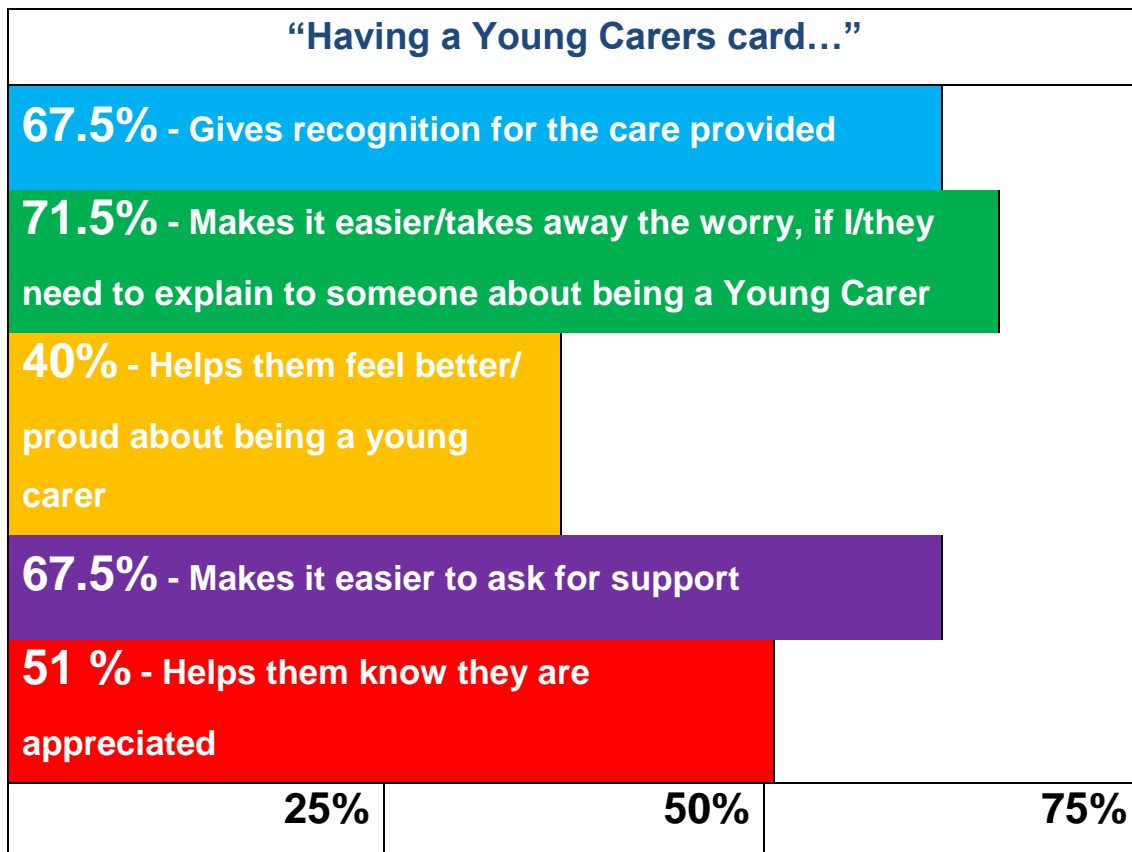 “Having a Young Carers card…”
67.5% - Gives recognition for the care provided
71.5% - Makes it easier/takes away the worry, if I/they
need to explain to someone about being a Young Carer
40% - Helps them feel better/
proud about being a young
carer
67.5% - Makes it easier to ask for support
51 % - Helps them know they are
appreciated
25% 50% 75%